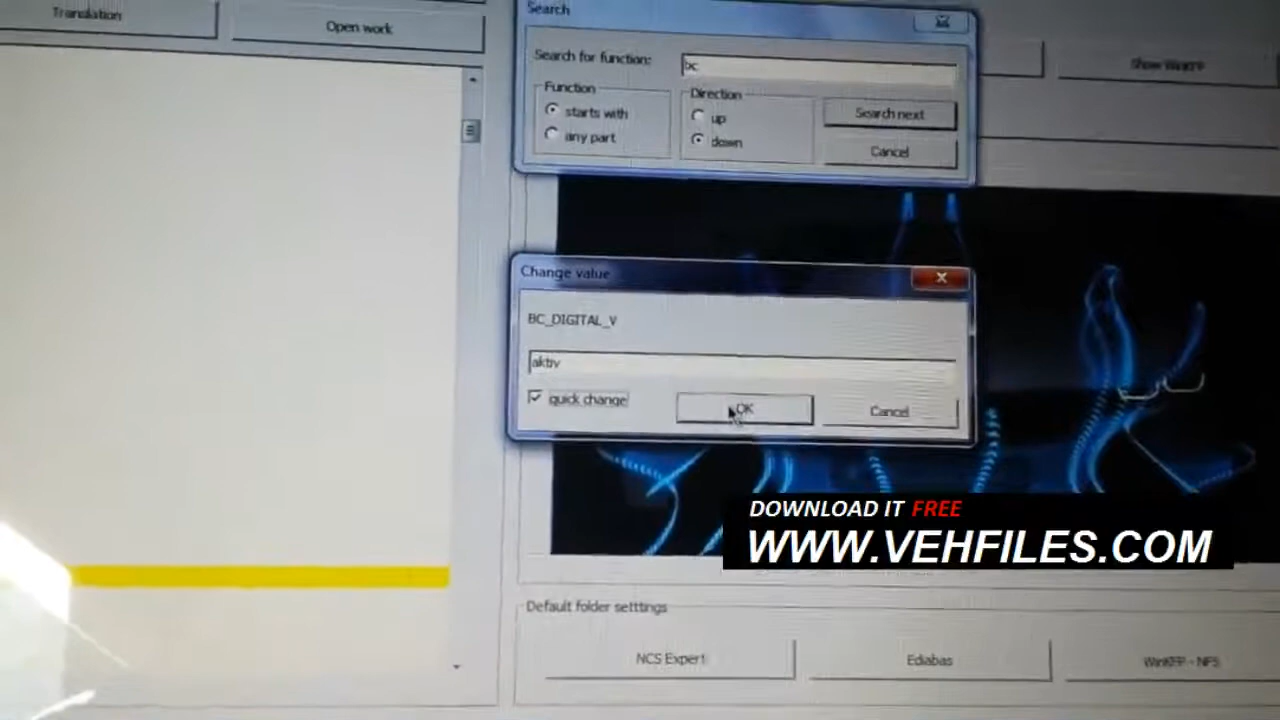 Translation
Open work
Search
Search for function:
bc
Function
starts with
any part
Direction
up
down
Search next
Cancel
Show WinKFP
Change value
BC_DIGITAL_V
aktiv
quick change
OK
Cancel
DOWNLOAD IT FREE
WWW.VEHFILES.COM
Default folder setttings
NCS Expert
Ediabas
WinKFP - NFS